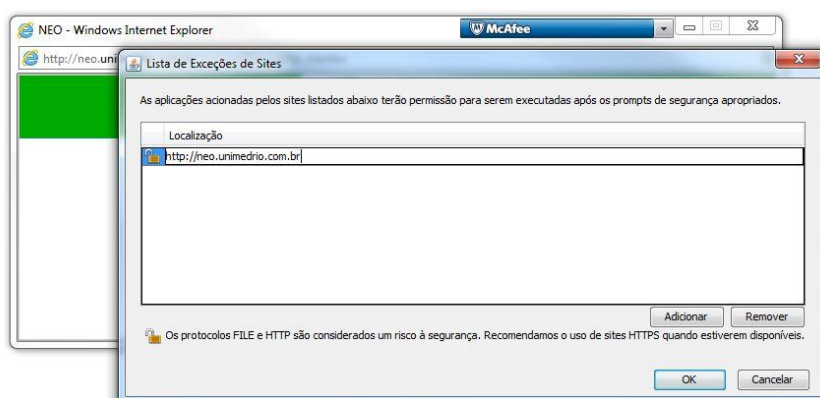 NEO - Windows Internet Explorer
McAfee
http://neo.uni
Lista de Exceções de Sites
As aplicações acionadas pelos sites listados abaixo terão permissão para serem executadas após os prompts de segurança apropriados.
Localização
http://neo.unimedrio.com.br
Adicionar Remover
Os protocolos FILE e HTTP são considerados um risco à segurança. Recomendamos o uso de sites HTTPS quando estiverem disponíveis.
OK Cancelar